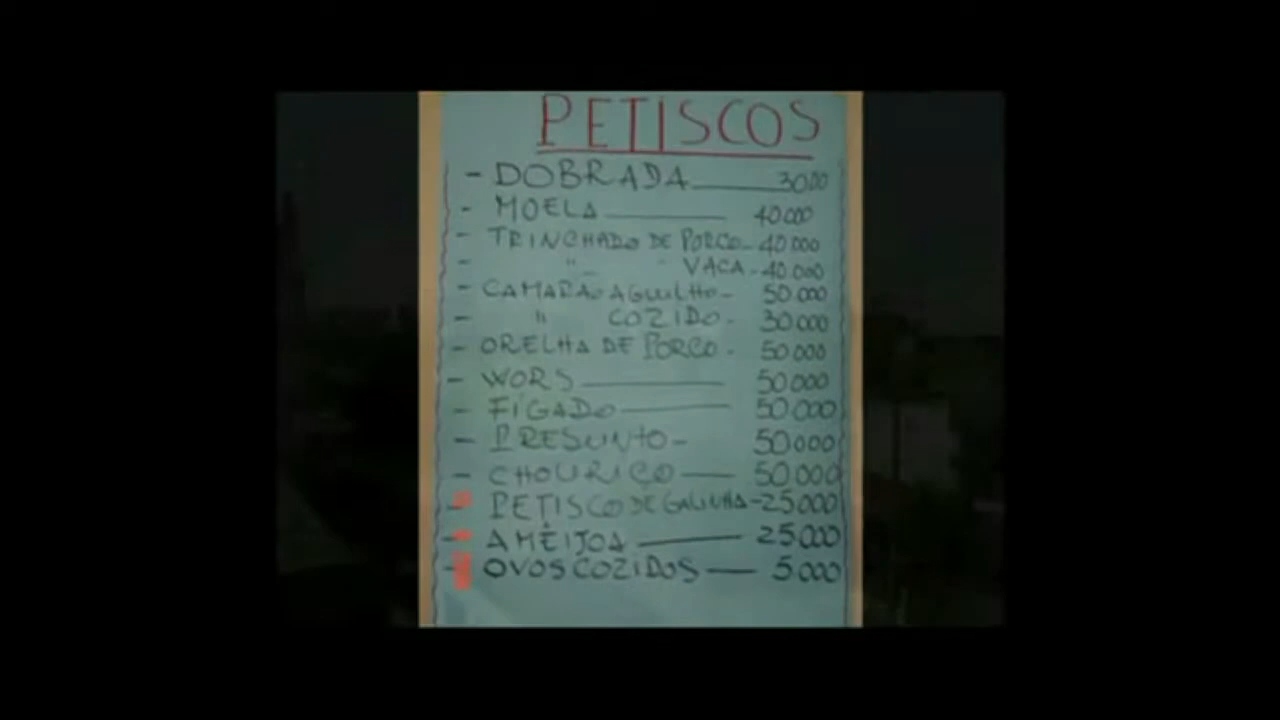 PETISCOS
- DOBRADA 30.00
- MOELA 40.000
- TRINCHADO DE PORCO - 40.000
- " " VACA - 40.000
- CAMARÃO AGUILHO - 50.000
- " COZIDO - 30.000
- ORELHA DE PORCO - 50.000
- WORS 50.000
- FÍGADO 50.000
- PRESUNTO - 50.000
- CHOURIÇO 50.000
- PETISCO DE GALINHA - 25.000
- AMÊIJOA 25.000
- OVOS COZIDOS 5.000